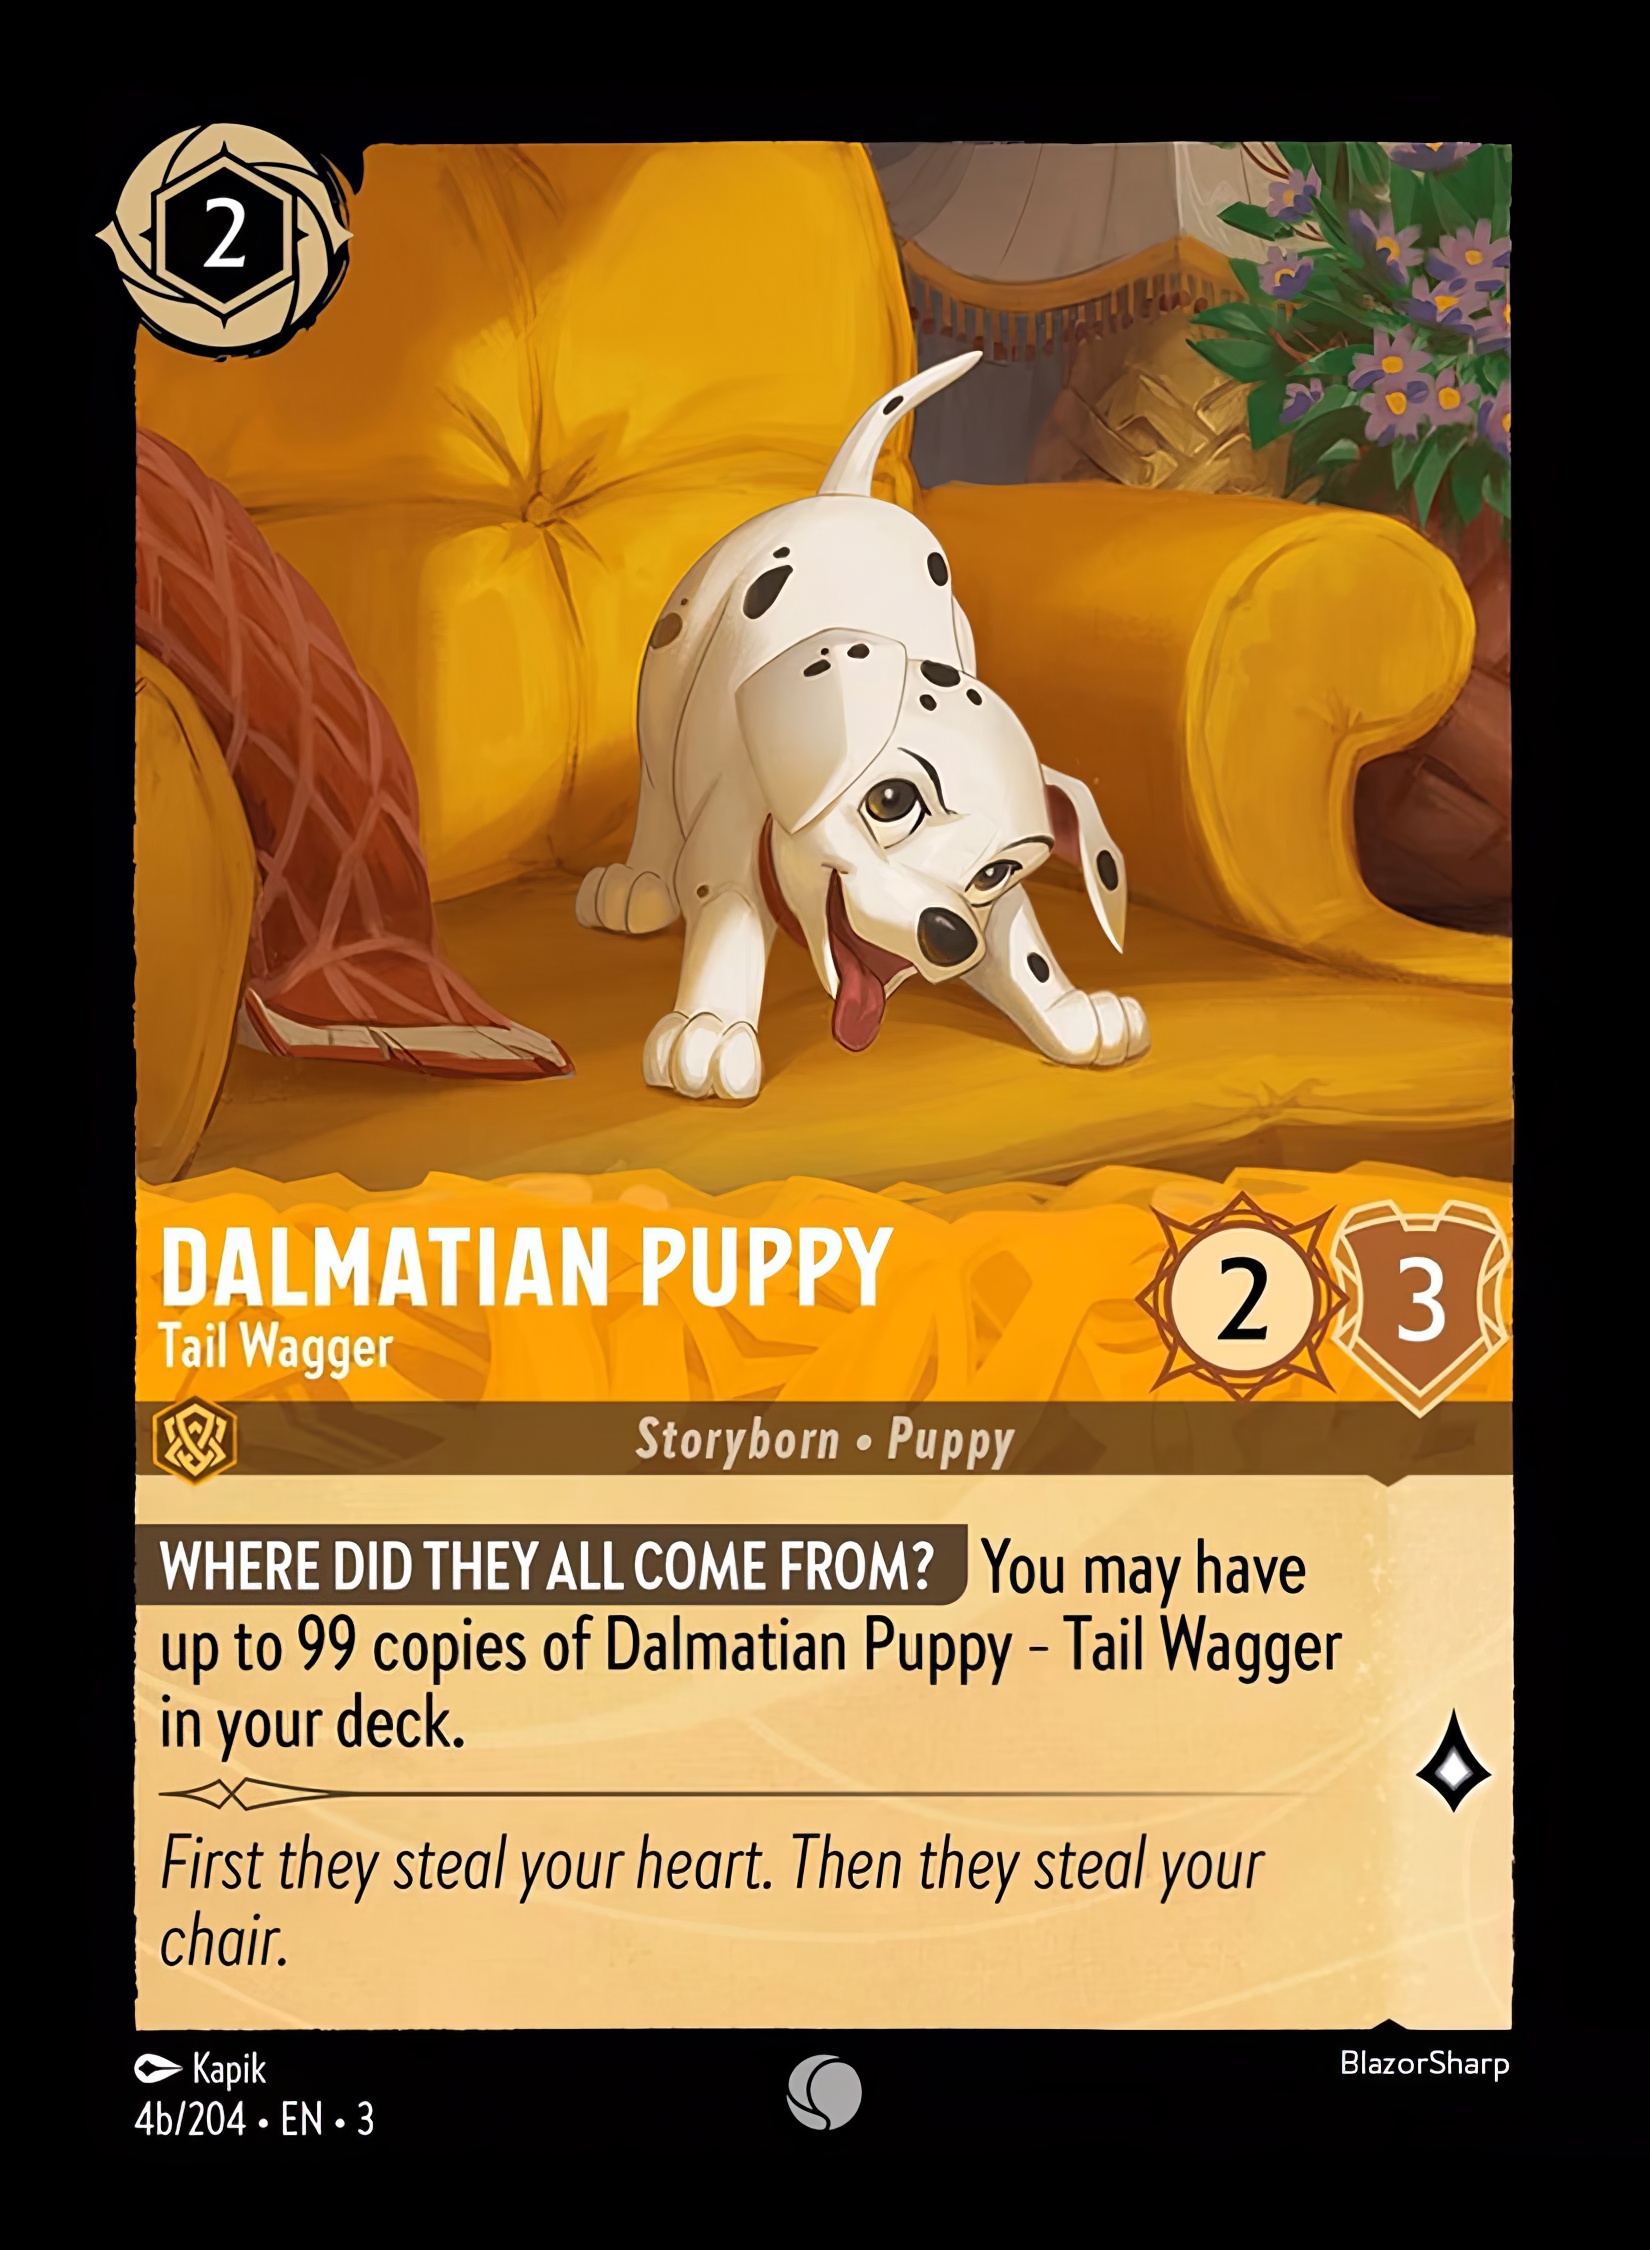 2
DALMATIAN PUPPY
Tail Wagger
2
3
Storyborn • Puppy
WHERE DID THEY ALL COME FROM? You may have
up to 99 copies of Dalmatian Puppy – Tail Wagger
in your deck.
First they steal your heart. Then they steal your
chair.
Kapik
BlazorSharp
4b/204 • EN • 3